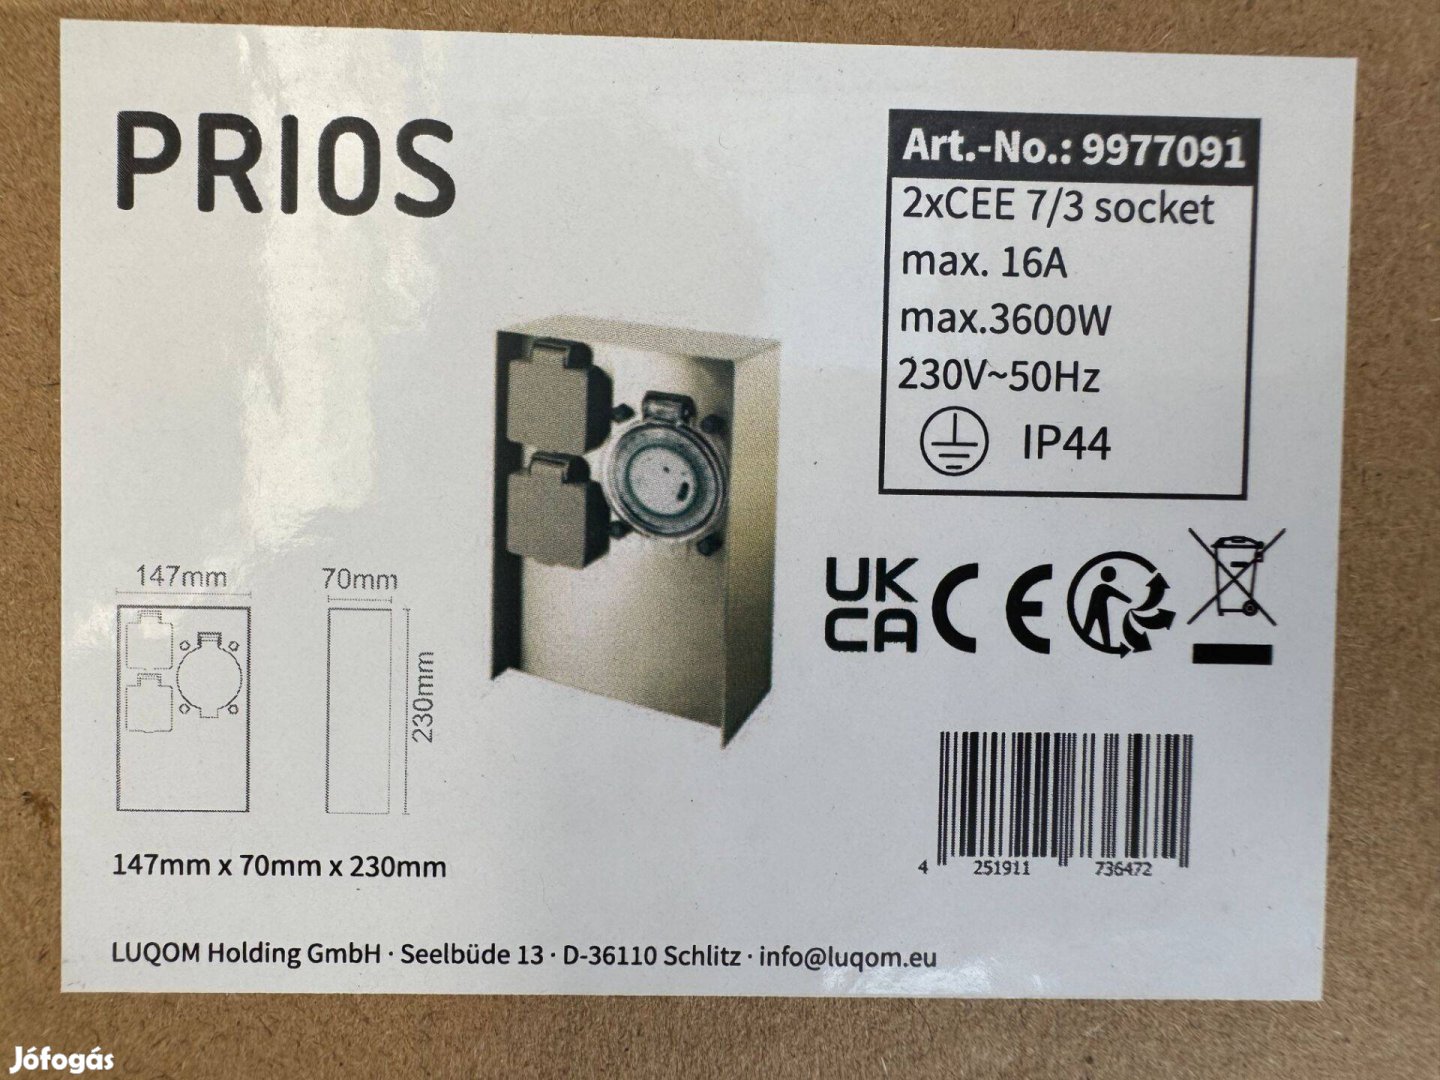 PRIOS
Art.-No.: 9977091
2xCEE 7/3 socket
max. 16A
max.3600W
230V~50Hz
IP44
147mm
70mm
230mm
UK
CA
CE
147mm x 70mm x 230mm
4 251911 736472
LUQOM Holding GmbH · Seelbüde 13 · D-36110 Schlitz · info@luqom.eu
Jófogás